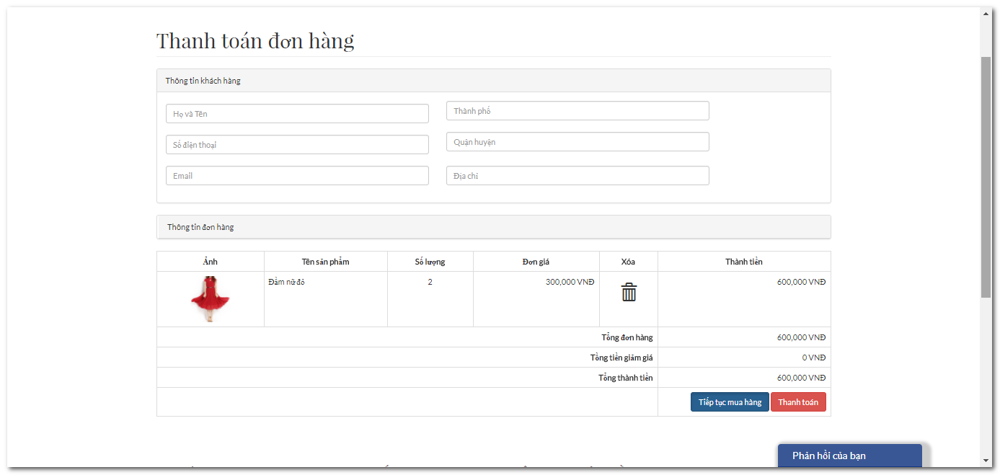 Thanh toán đơn hàng
Thông tin khách hàng
Họ và Tên
Thành phố
Số điện thoại
Quận huyện
Email
Địa chỉ
Thông tin đơn hàng
Ảnh Tên sản phẩm Số lượng Đơn giá Xóa Thành tiền
Đầm nữ đỏ 2 300,000 VNĐ 600,000 VNĐ
Tổng đơn hàng 600,000 VNĐ
Tổng tiền giảm giá 0 VNĐ
Tổng thành tiền 600,000 VNĐ
Tiếp tục mua hàng Thanh toán
Phản hồi của bạn